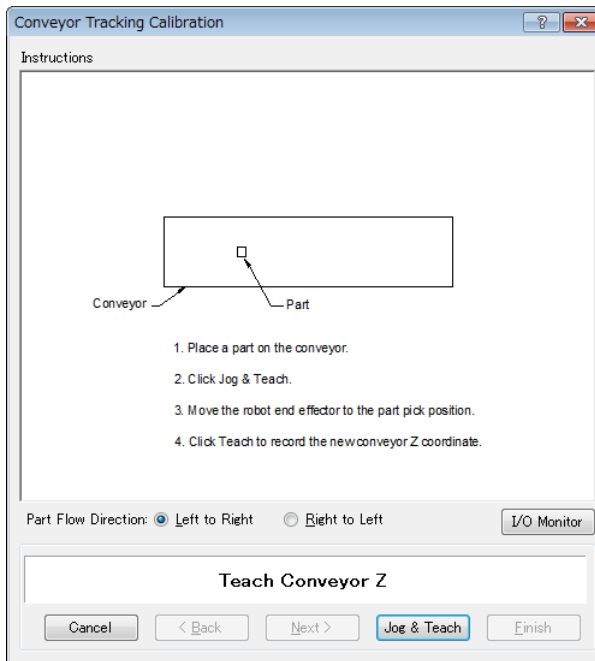 Conveyor Tracking Calibration
Instructions
Conveyor
Part
1. Place a part on the conveyor.
2. Click Jog & Teach.
3. Move the robot end effector to the part pick position.
4. Click Teach to record the new conveyor Z coordinate.
Part Flow Direction: Left to Right Right to Left I/O Monitor
Teach Conveyor Z
Cancel < Back Next > Jog & Teach Finish